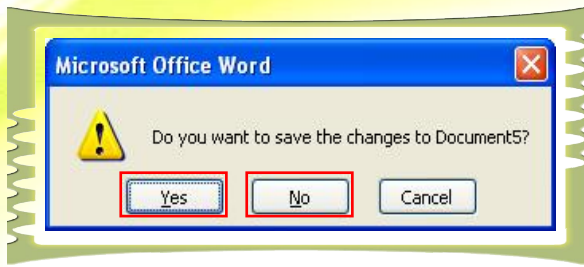 Microsoft Office Word
Do you want to save the changes to Document5?
Yes No Cancel